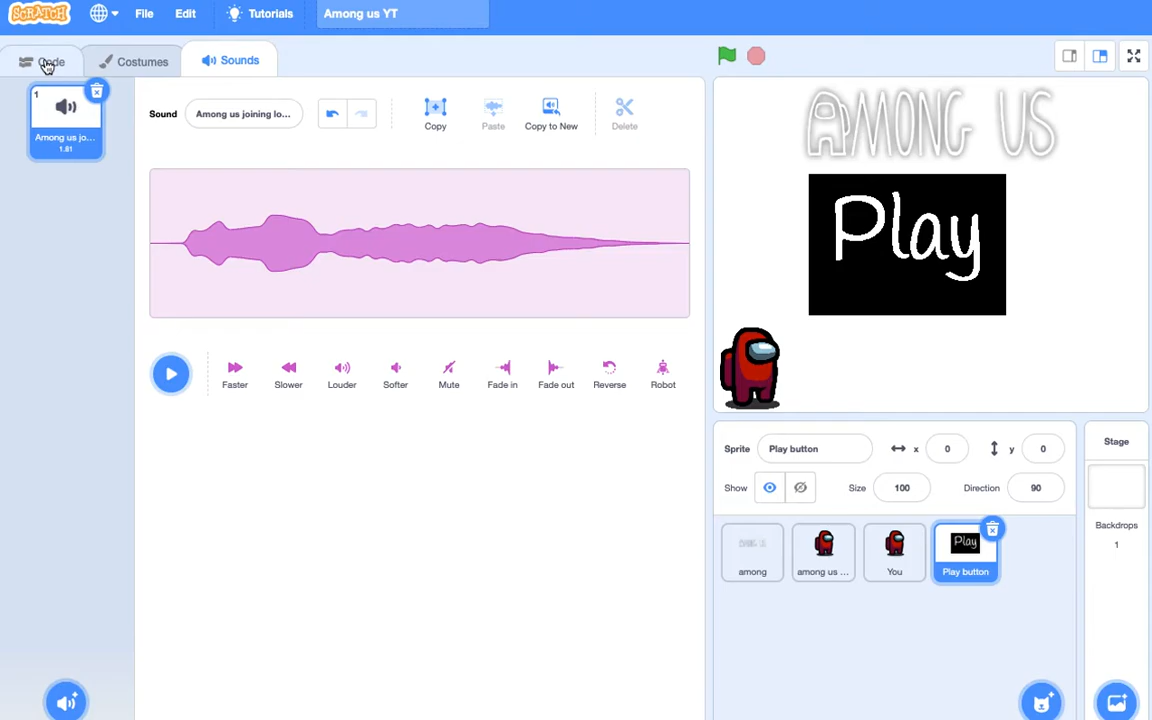 SCRATCH
File
Edit
Tutorials
Among us YT
Code
Costumes
Sounds
1
Among us jo...
1.81
Sound
Among us joining lo...
Copy
Paste
Copy to New
Delete
Faster
Slower
Louder
Softer
Mute
Fade in
Fade out
Reverse
Robot
AMONG US
Play
Sprite
Play button
x
0
y
0
Show
Size
100
Direction
90
among
among us ...
You
Play
Play button
Stage
Backdrops
1